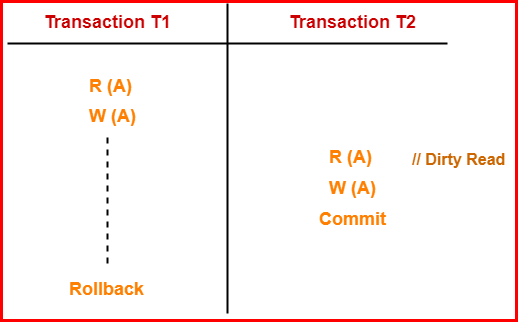 Transaction T1 Transaction T2
R (A)
W (A)
R (A) // Dirty Read
W (A)
Commit
Rollback